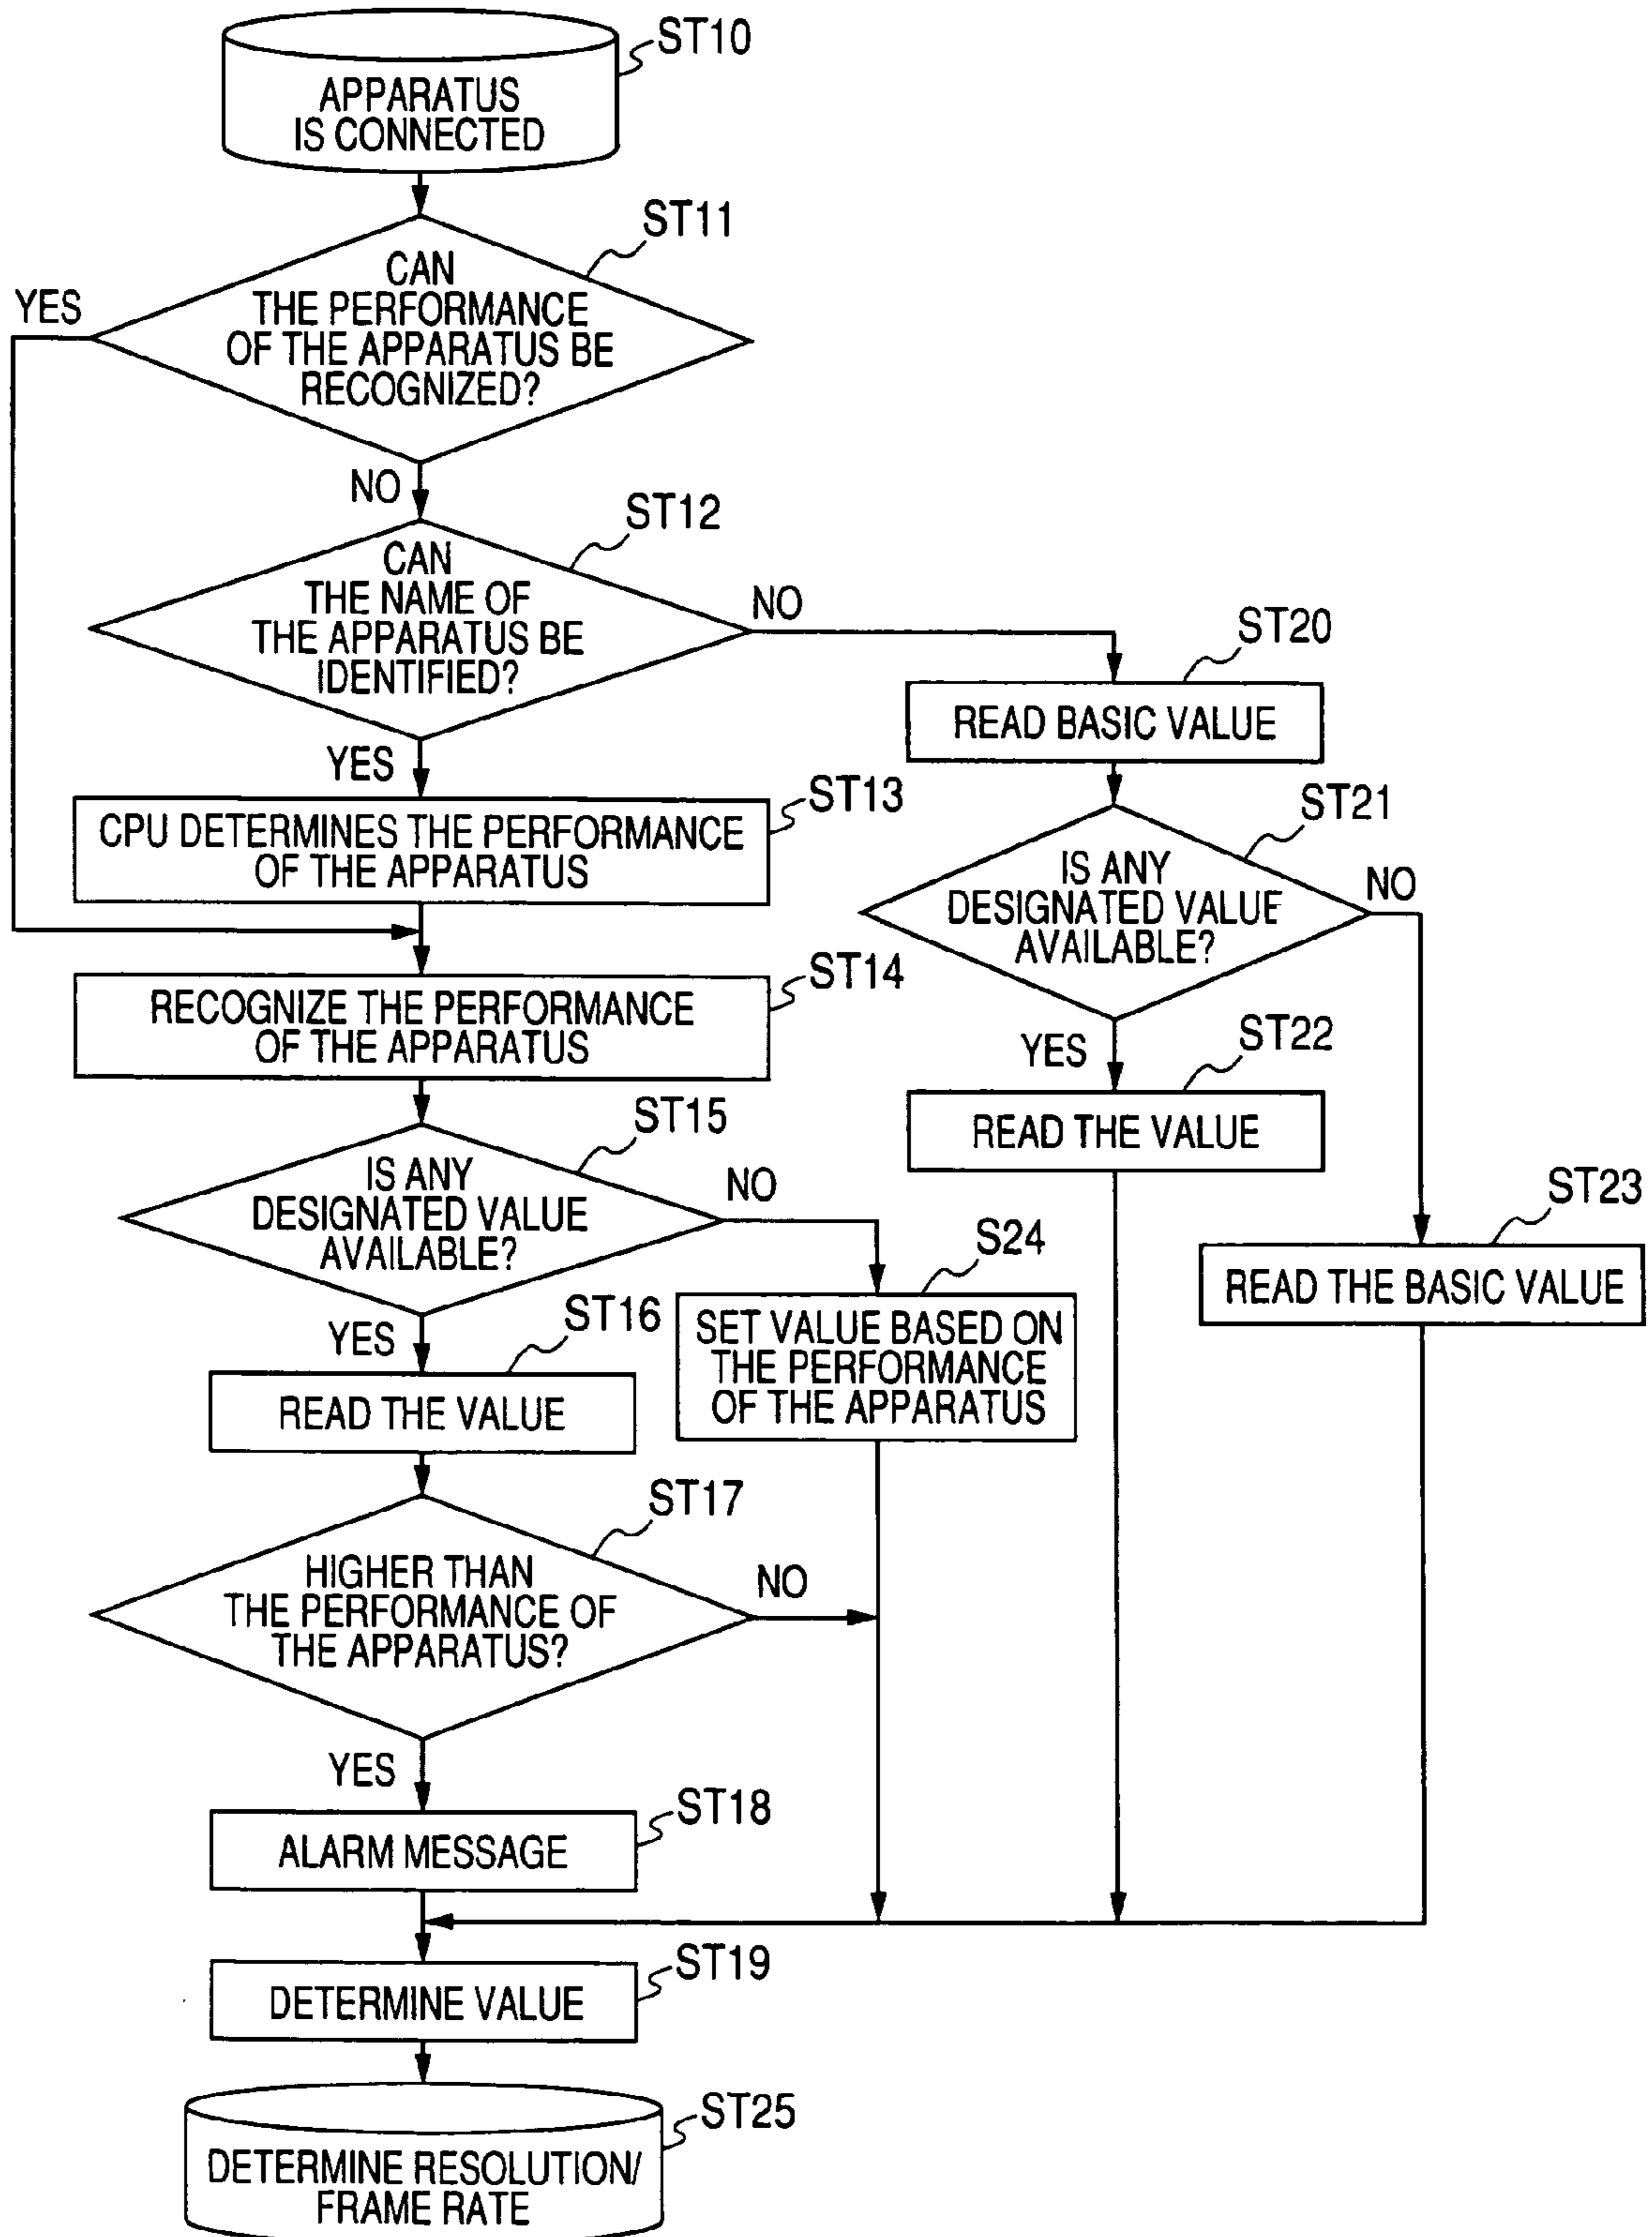 ST10
APPARATUS
IS CONNECTED
ST11
CAN
THE PERFORMANCE
OF THE APPARATUS BE
RECOGNIZED?
YES
NO
ST12
CAN
THE NAME OF
THE APPARATUS BE
IDENTIFIED?
NO
YES
ST20
READ BASIC VALUE
ST13
CPU DETERMINES THE PERFORMANCE
OF THE APPARATUS
ST21
IS ANY
DESIGNATED VALUE
AVAILABLE?
NO
YES
ST14
RECOGNIZE THE PERFORMANCE
OF THE APPARATUS
ST22
READ THE VALUE
ST15
IS ANY
DESIGNATED VALUE
AVAILABLE?
NO
YES
ST23
READ THE BASIC VALUE
S24
SET VALUE BASED ON
THE PERFORMANCE
OF THE APPARATUS
ST16
READ THE VALUE
ST17
HIGHER THAN
THE PERFORMANCE OF
THE APPARATUS?
NO
YES
ST18
ALARM MESSAGE
ST19
DETERMINE VALUE
ST25
DETERMINE RESOLUTION/
FRAME RATE